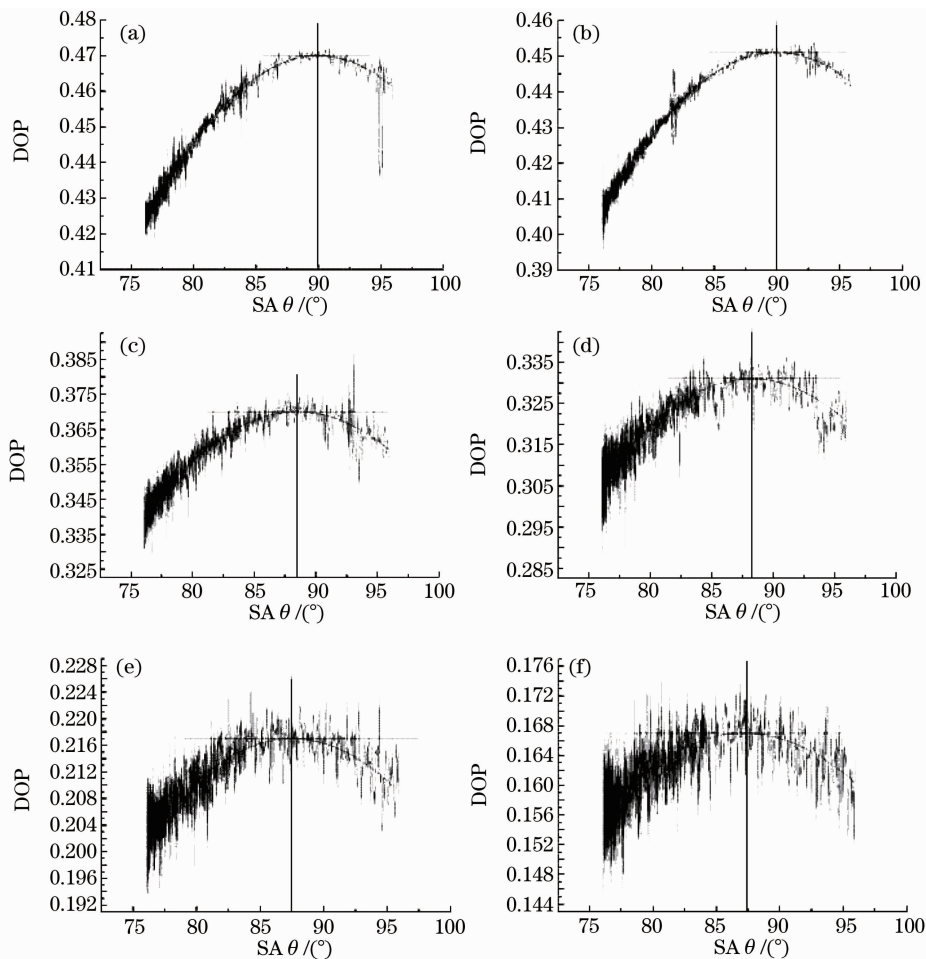 (a)
0.48
0.47
0.46
0.45
0.44
0.43
0.42
0.41
DOP
75 80 85 90 95 100
SA θ /(°)
(b)
0.46
0.45
0.44
0.43
0.42
0.41
0.40
0.39
DOP
75 80 85 90 95 100
SA θ /(°)
(c)
0.385
0.375
0.365
0.355
0.345
0.335
0.325
DOP
75 80 85 90 95 100
SA θ /(°)
(d)
0.335
0.325
0.315
0.305
0.295
0.285
DOP
75 80 85 90 95 100
SA θ /(°)
(e)
0.228
0.224
0.220
0.216
0.212
0.208
0.204
0.200
0.196
0.192
DOP
75 80 85 90 95 100
SA θ /(°)
(f)
0.176
0.172
0.168
0.164
0.160
0.156
0.152
0.148
0.144
DOP
75 80 85 90 95 100
SA θ /(°)